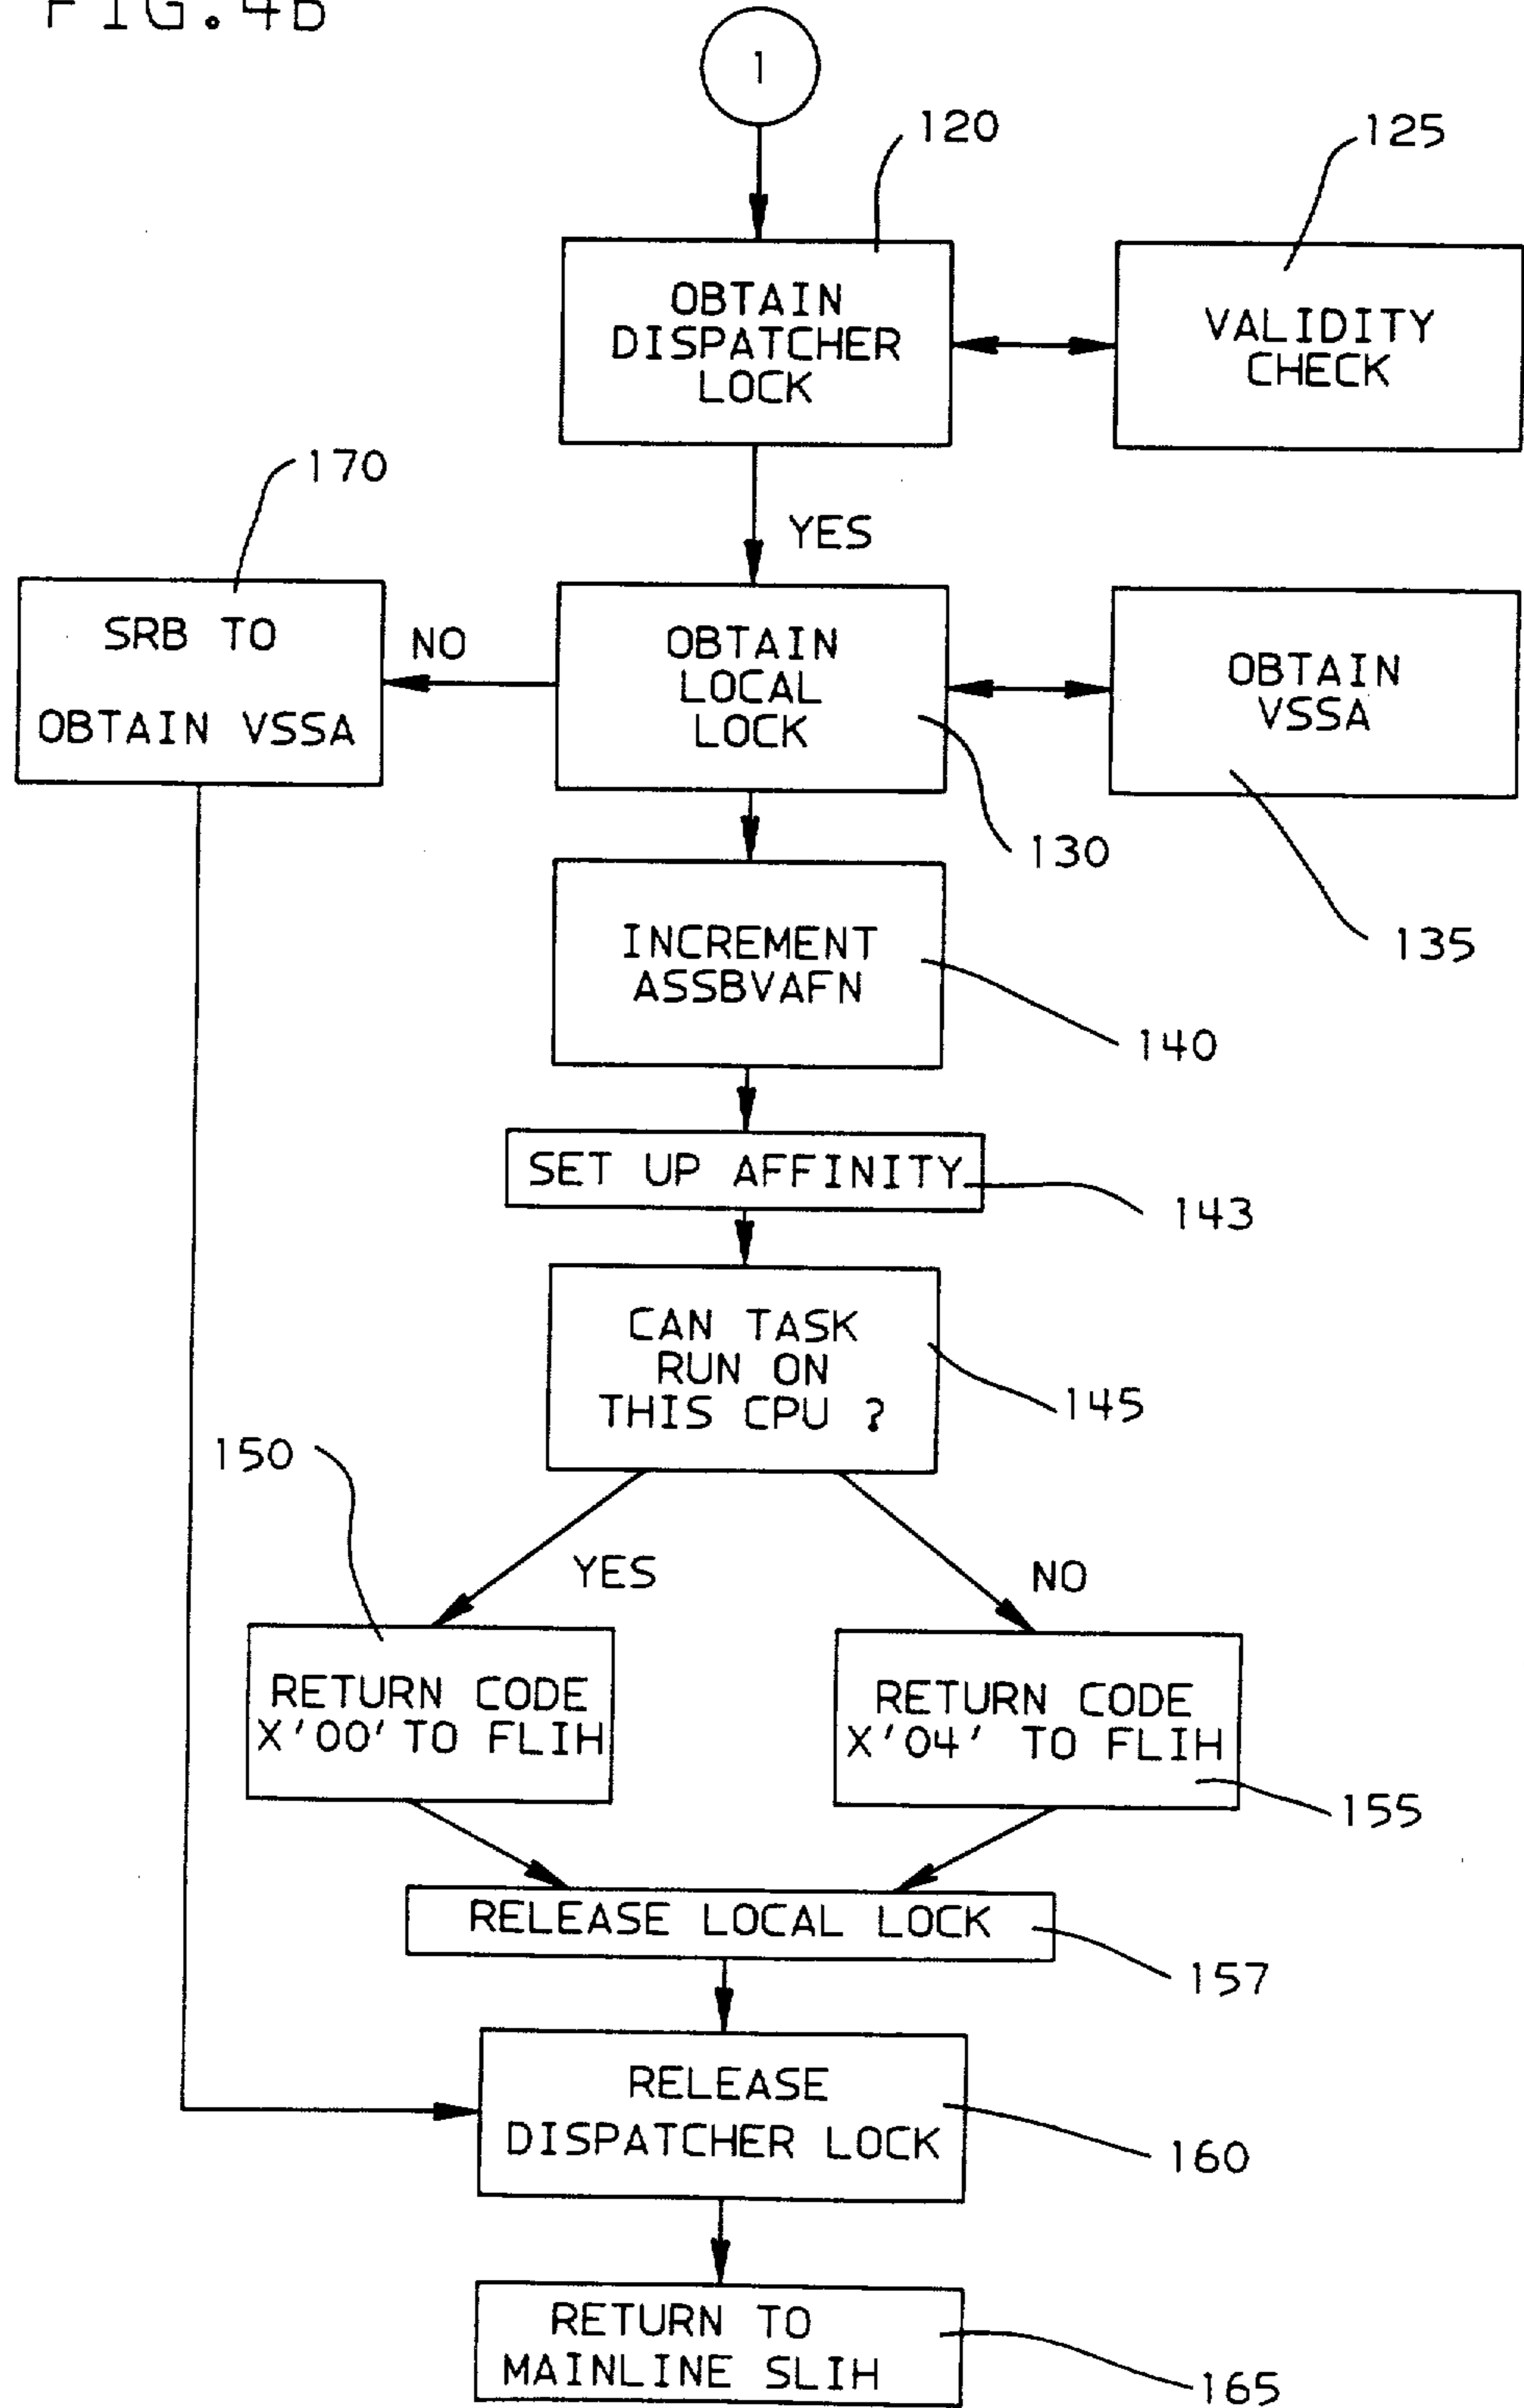 FIG.4B
1
120
125
OBTAIN
DISPATCHER
LOCK
VALIDITY
CHECK
170
YES
SRB TO
OBTAIN VSSA
NO
OBTAIN
LOCAL
LOCK
OBTAIN
VSSA
130
135
INCREMENT
ASSBVAFN
140
SET UP AFFINITY
143
CAN TASK
RUN ON
THIS CPU ?
145
150
YES
NO
RETURN CODE
X'00' TO FLIH
RETURN CODE
X'04' TO FLIH
155
RELEASE LOCAL LOCK
157
RELEASE
DISPATCHER LOCK
160
RETURN TO
MAINLINE SLIH
165